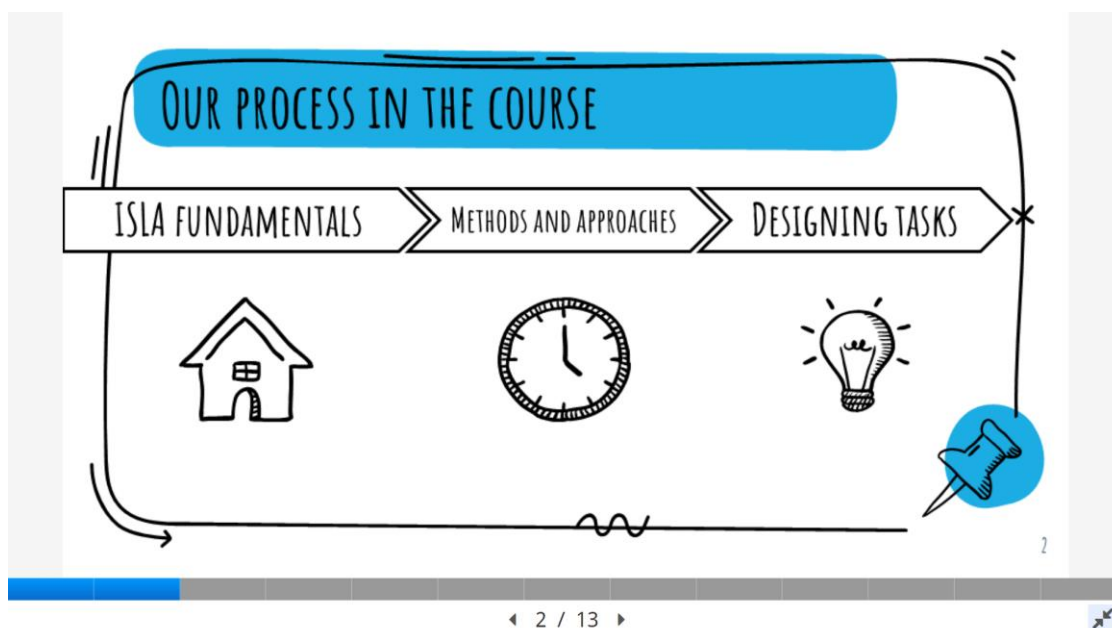 Our process in the course
ISLA fundamentals
Methods and approaches
Designing tasks
2
2 / 13